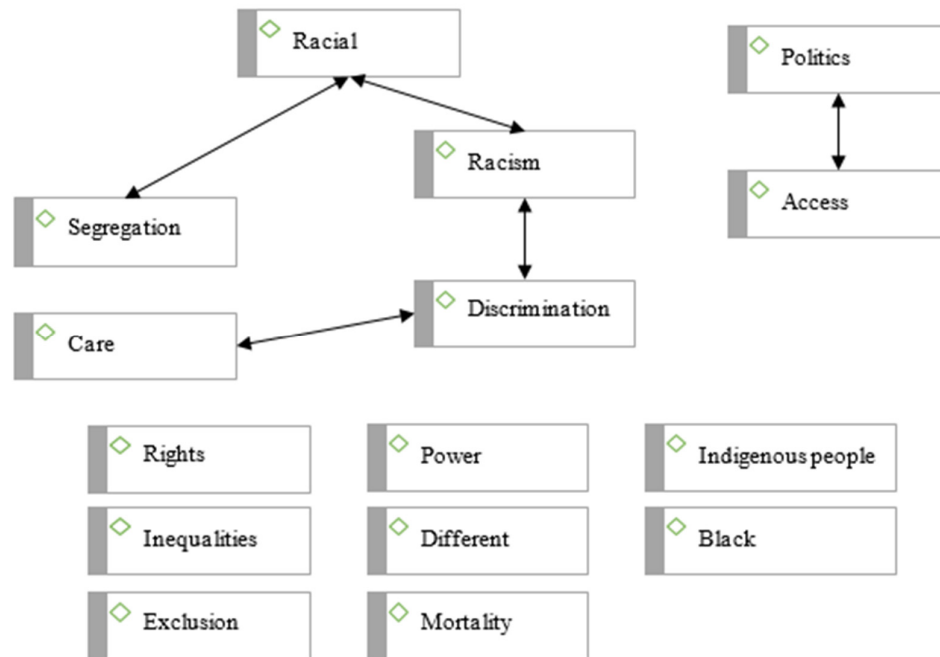 Racial
Politics
Racism
Access
Segregation
Discrimination
Care
Rights
Power
Indigenous people
Inequalities
Different
Black
Exclusion
Mortality